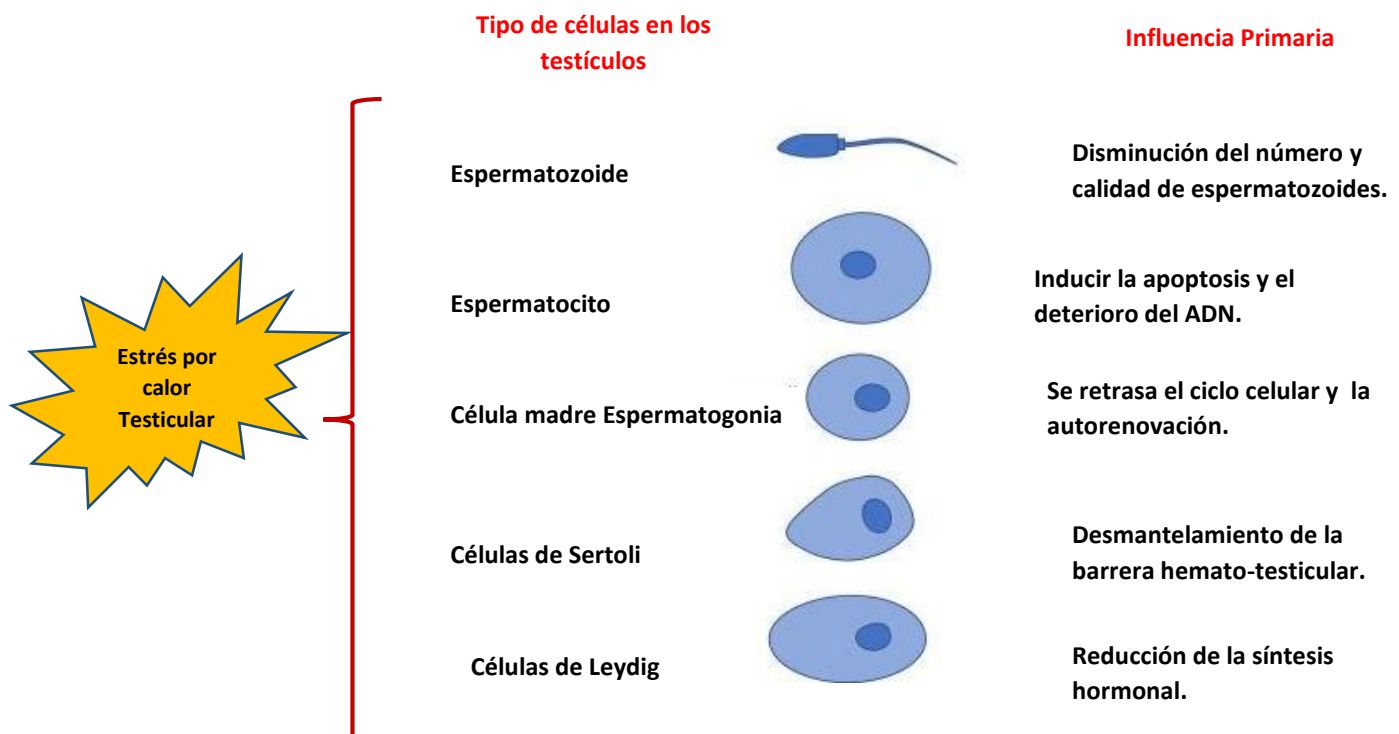 Tipo de células en los
testículos
Influencia Primaria
Estrés por
calor
Testicular
Espermatozoide
Disminución del número y
calidad de espermatozoides.
Espermatocito
Inducir la apoptosis y el
deterioro del ADN.
Célula madre Espermatogonia
Se retrasa el ciclo celular y la
autorenovación.
Células de Sertoli
Desmantelamiento de la
barrera hemato-testicular.
Células de Leydig
Reducción de la síntesis
hormonal.